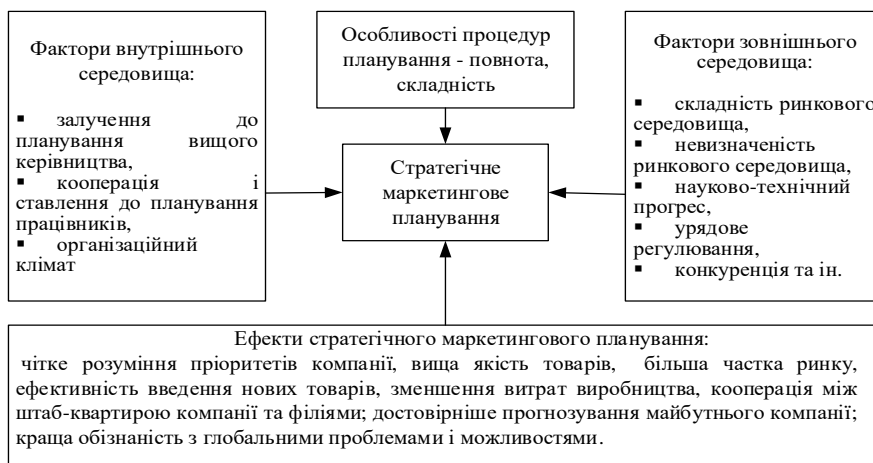 Фактори внутрішнього
середовища:
▪ залучення до
планування вищого
керівництва,
▪ кооперація і
ставлення до планування
працівників,
▪ організаційний
клімат
Особливості процедур
планування - повнота,
складність
Стратегічне
маркетингове
планування
Фактори зовнішнього
середовища:
▪ складність ринкового
середовища,
▪ невизначеність
ринкового середовища,
▪ науково-технічний
прогрес,
▪ урядове
регулювання,
▪ конкуренція та ін.
Ефекти стратегічного маркетингового планування:
чітке розуміння пріоритетів компанії, вища якість товарів, більша частка ринку,
ефективність введення нових товарів, зменшення витрат виробництва, кооперація між
штаб-квартирою компанії та філіями; достовірніше прогнозування майбутнього компанії;
краща обізнаність з глобальними проблемами і можливостями.